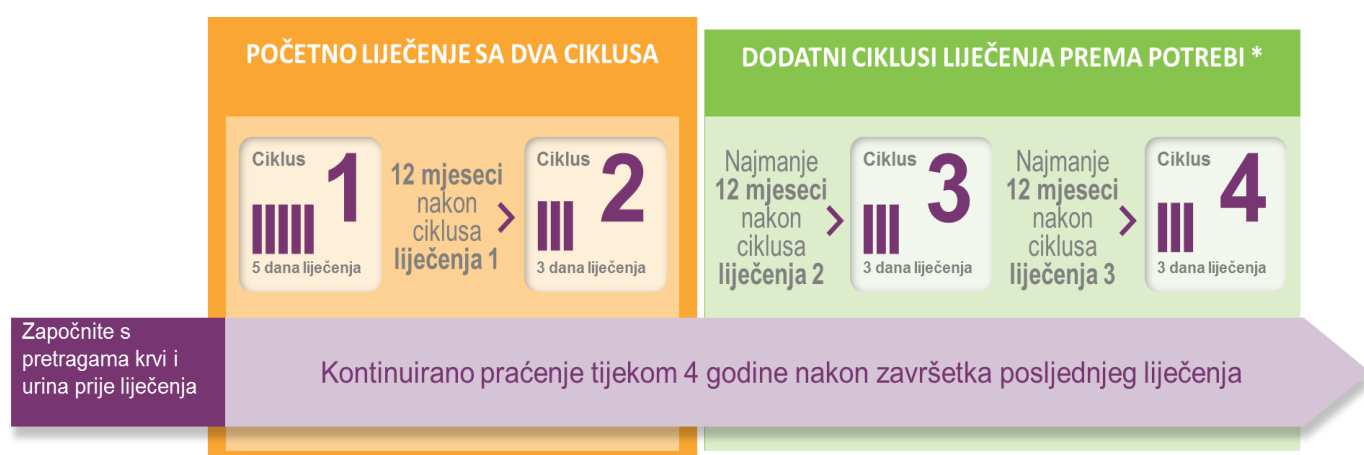 POČETNO LIJEČENJE SA DVA CIKLUSA
Ciklus
1
5 dana liječenja
12 mjeseci
nakon
ciklusa
liječenja 1
Ciklus
2
3 dana liječenja
DODATNI CIKLUSI LIJEČENJA PREMA POTREBI *
Najmanje
12 mjeseci
nakon
ciklusa
liječenja 2
Ciklus
3
3 dana liječenja
Najmanje
12 mjeseci
nakon
ciklusa
liječenja 3
Ciklus
4
3 dana liječenja
Započnite s
pretragama krvi i
urina prije liječenja
Kontinuirano praćenje tijekom 4 godine nakon završetka posljednjeg liječenja